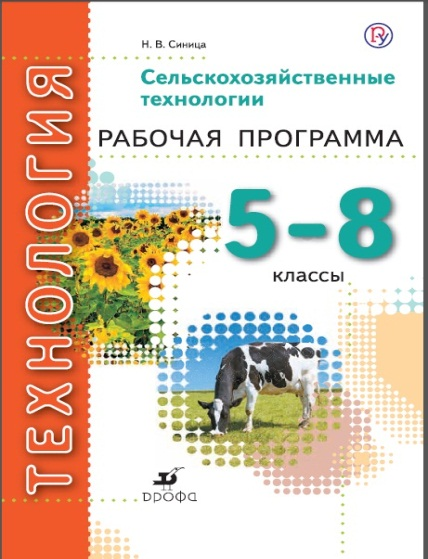 Н. В. Синица
Сельскохозяйственные
технологии
РАБОЧАЯ ПРОГРАММА
5–8
классы
ТЕХНОЛОГИЯ
дрофа